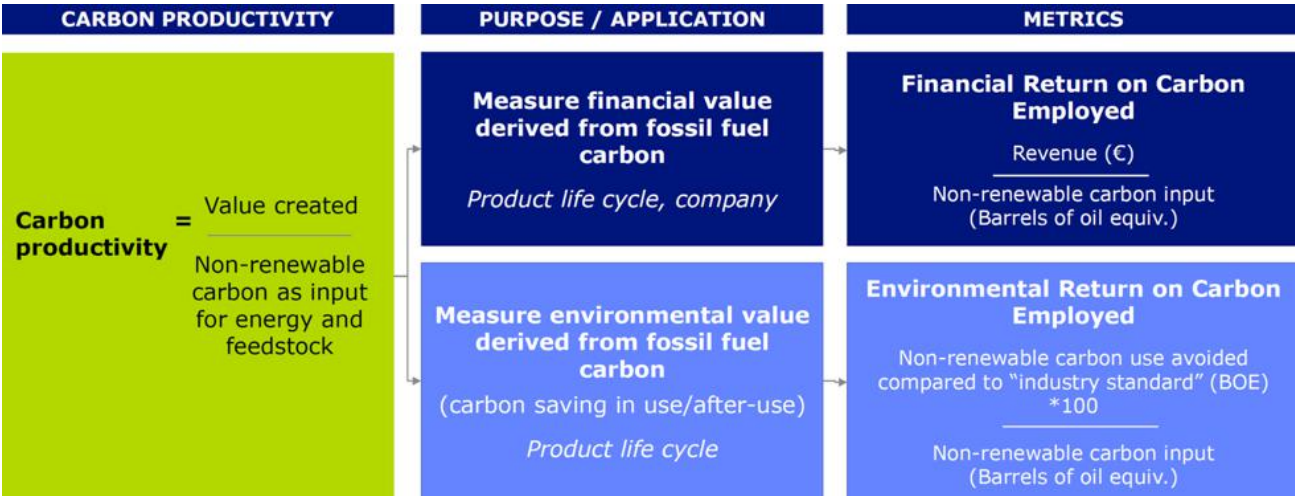 CARBON PRODUCTIVITY
PURPOSE / APPLICATION
METRICS
Carbon
productivity
=
Value created
Non-renewable
carbon as input
for energy and
feedstock
Measure financial value
derived from fossil fuel
carbon
Product life cycle, company
Financial Return on Carbon
Employed
Revenue (€)
Non-renewable carbon input
(Barrels of oil equiv.)
Measure environmental value
derived from fossil fuel
carbon
(carbon saving in use/after-use)
Product life cycle
Environmental Return on Carbon
Employed
Non-renewable carbon use avoided
compared to “industry standard” (BOE)
*100
Non-renewable carbon input
(Barrels of oil equiv.)